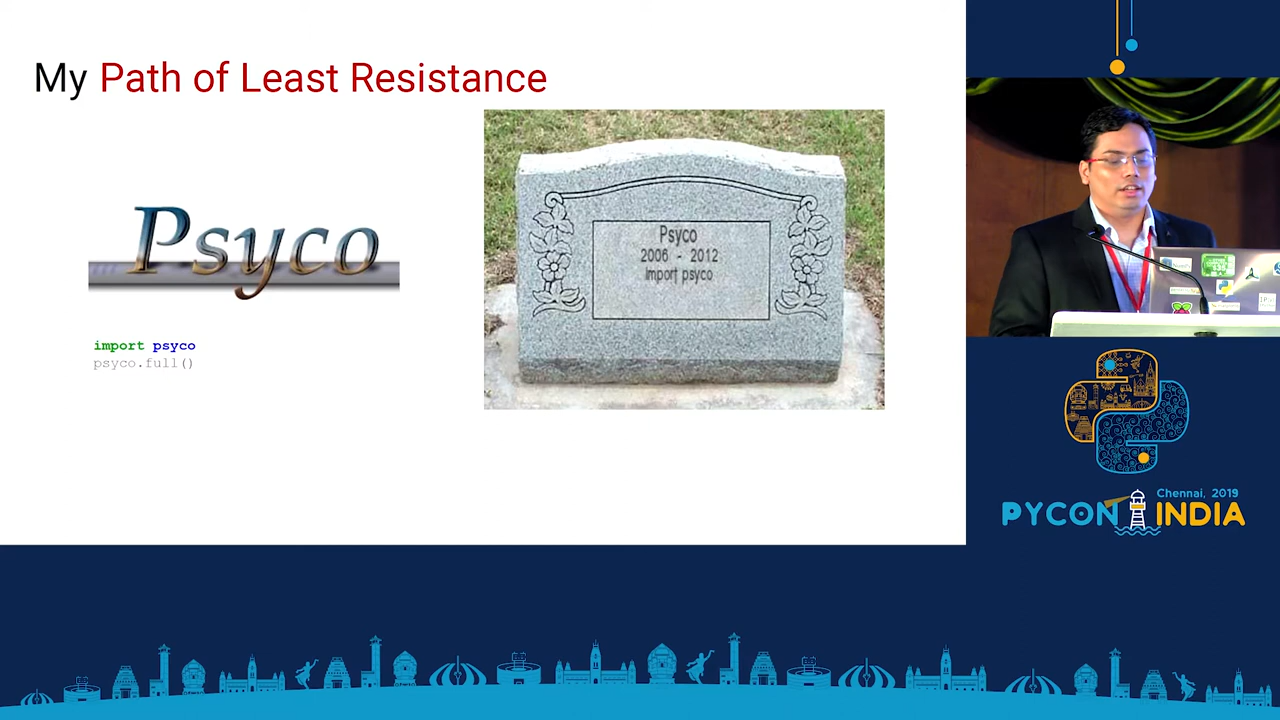 My Path of Least Resistance
Psyco
import psyco
psyco.full()
Psyco
2006 - 2012
import psyco
Chennai, 2019
PYCON INDIA